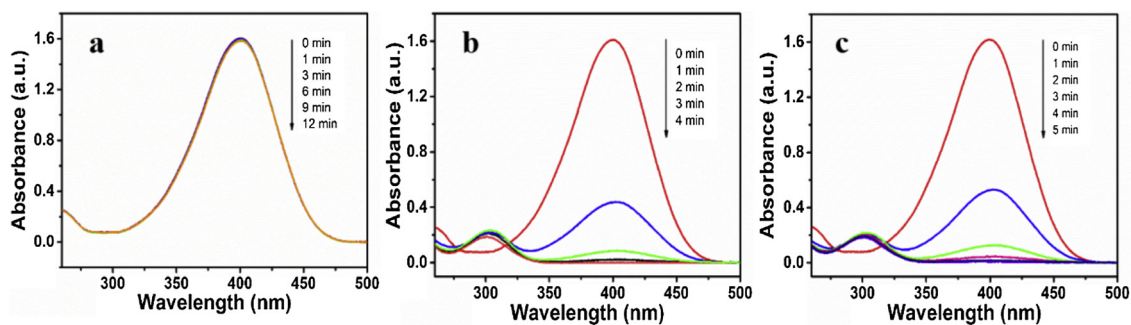 a
0 min
1 min
3 min
6 min
9 min
12 min
1.6
1.2
0.8
0.4
0.0
Absorbance (a.u.)
300 350 400 450 500
Wavelength (nm)
b
0 min
1 min
2 min
3 min
4 min
1.6
1.2
0.8
0.4
0.0
Absorbance (a.u.)
300 350 400 450 500
Wavelength (nm)
c
0 min
1 min
2 min
3 min
4 min
5 min
1.6
1.2
0.8
0.4
0.0
Absorbance (a.u.)
300 350 400 450 500
Wavelength (nm)